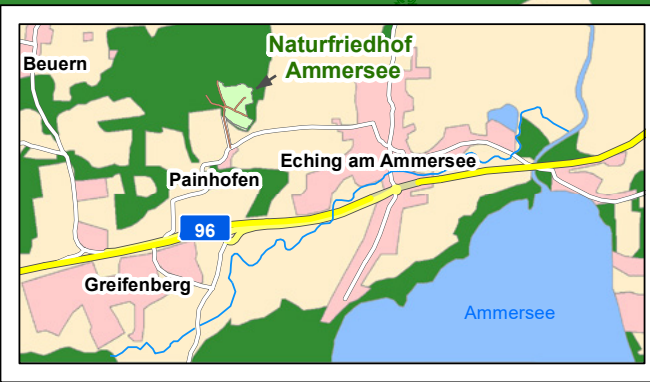 Naturfriedhof
Ammersee
Beuern
Eching am Ammersee
Painhofen
96
Greifenberg
Ammersee